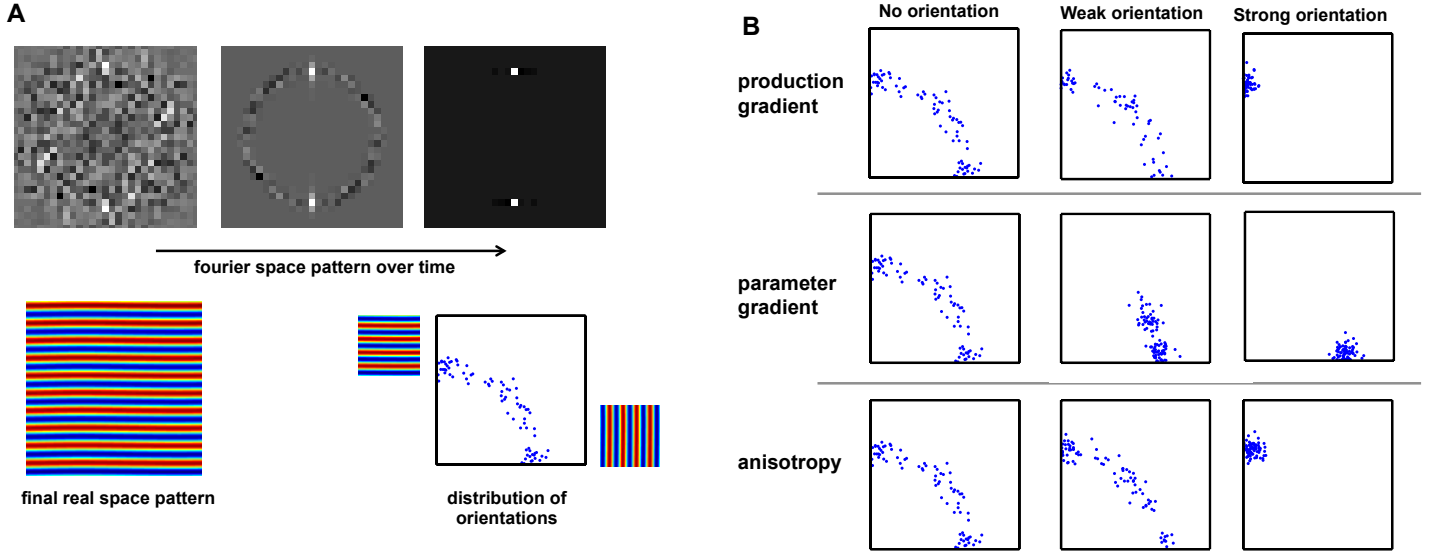 A
fourier space pattern over time
final real space pattern
distribution of
orientations
B
No orientation
Weak orientation
Strong orientation
production
gradient
parameter
gradient
anisotropy